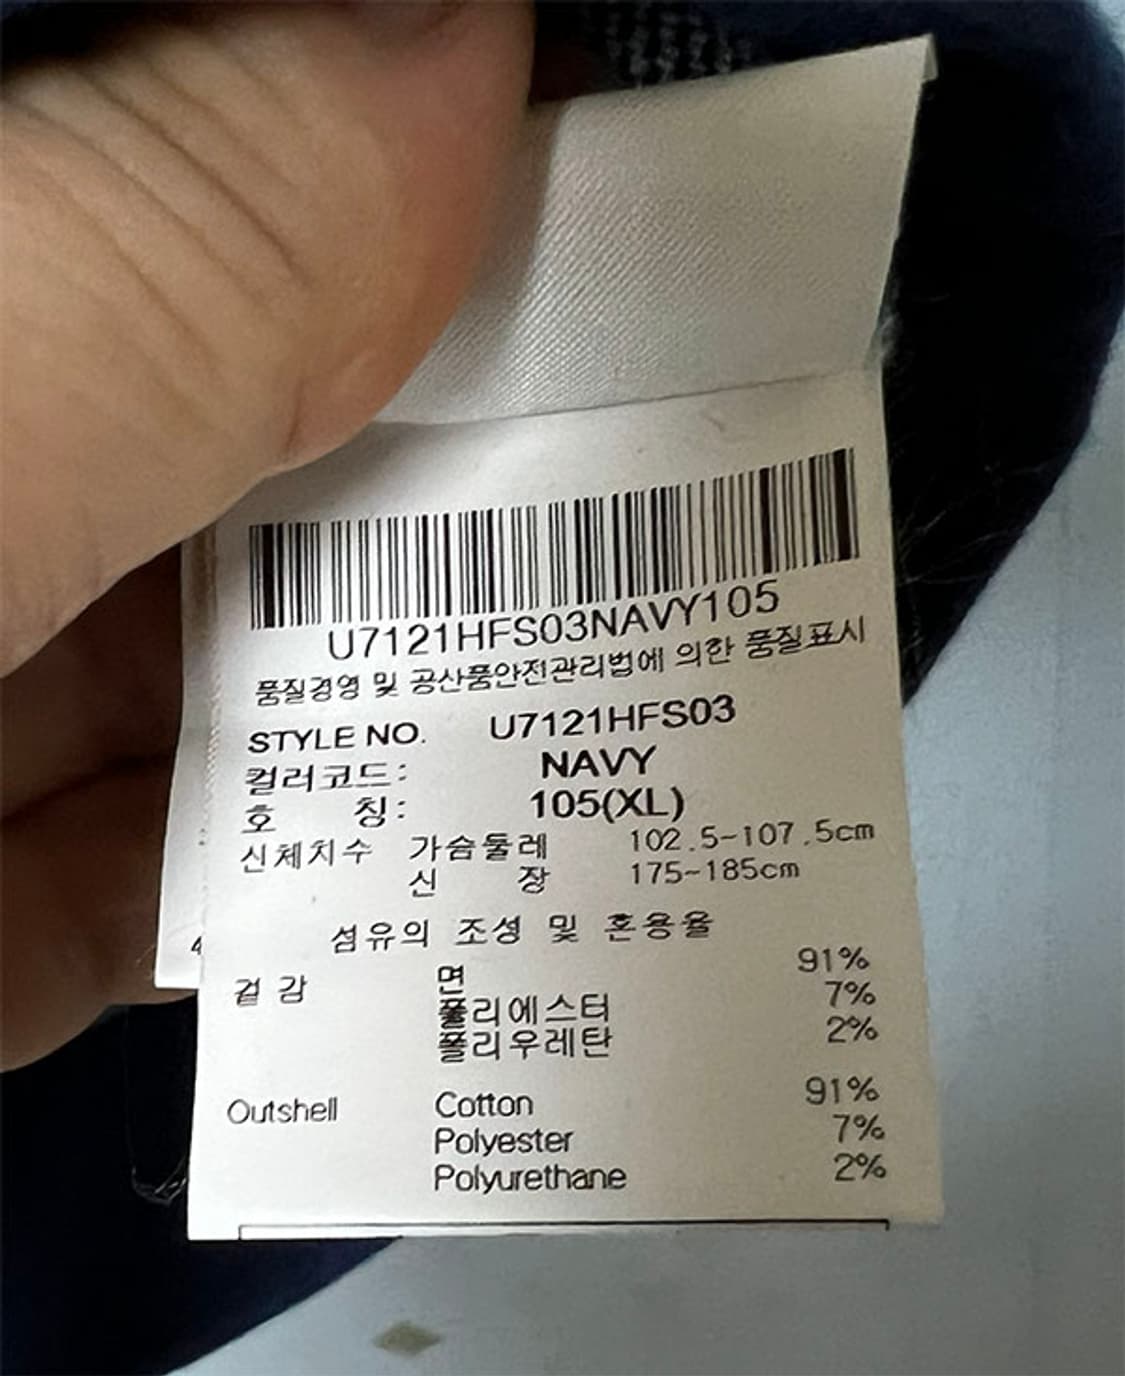 U7121HFS03NAVY105
품질경영 및 공산품안전관리법에 의한 품질표시
STYLE NO. U7121HFS03
컬러코드: NAVY
호 칭: 105(XL)
신체치수 가슴둘레 102.5~107.5cm
신 장 175~185cm
섬유의 조성 및 혼용율
겉감 면 91%
폴리에스터 7%
폴리우레탄 2%
Outshell Cotton 91%
Polyester 7%
Polyurethane 2%
4